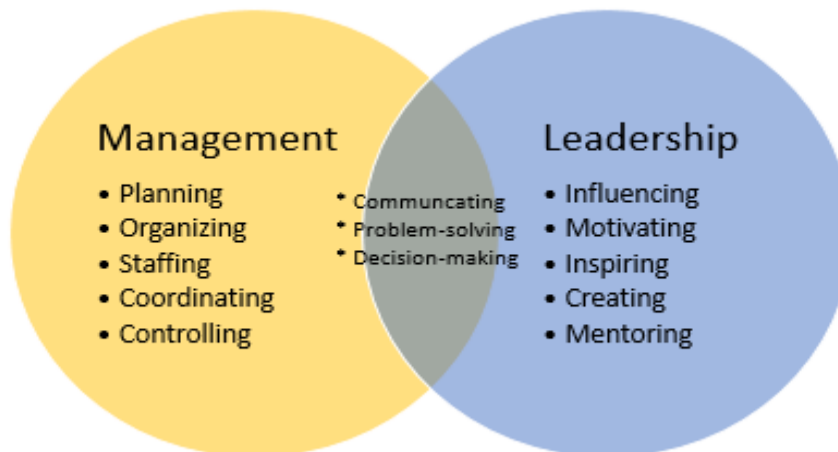 Management
• Planning
• Organizing
• Staffing
• Coordinating
• Controlling
* Communcating
* Problem-solving
* Decision-making
Leadership
• Influencing
• Motivating
• Inspiring
• Creating
• Mentoring